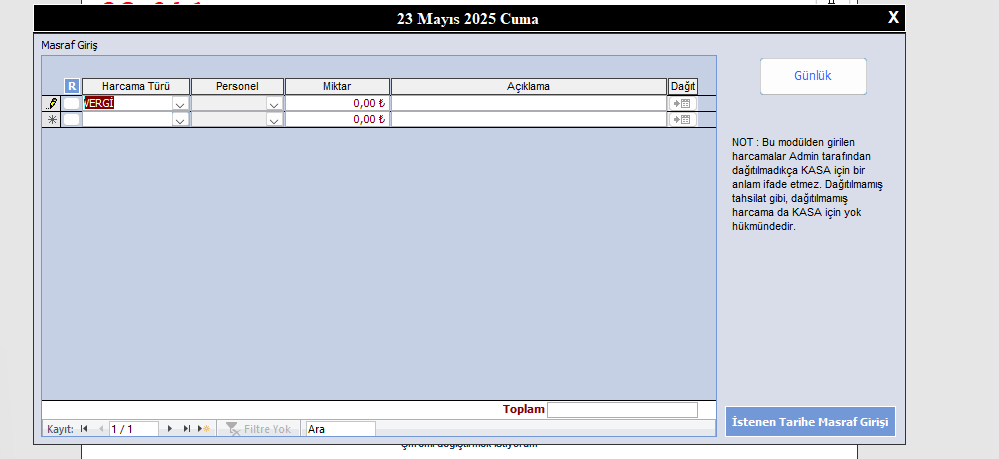 23 Mayıs 2025 Cuma
X
Masraf Giriş
Günlük
R Harcama Türü Personel Miktar Açıklama Dağıt
VERGİ 0,00 ₺
0,00 ₺
NOT : Bu modülden girilen
harcamalar Admin tarafından
dağıtılmadıkça KASA için bir
anlam ifade etmez. Dağıtılmamış
tahsilat gibi, dağıtılmamış
harcama da KASA için yok
hükmündedir.
Toplam
İstenen Tarihe Masraf Girişi
Kayıt: 1 / 1 Filtre Yok Ara